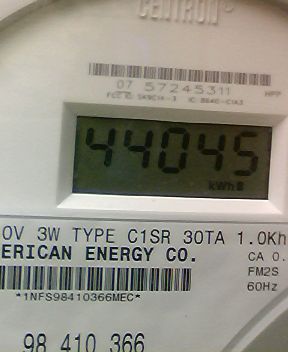 CENTRON
07 57245311
HPP
44045
kWh
0V 3W TYPE C1SR 30TA 1.0Kh
ERICAN ENERGY CO.
CA 0.
FM2S
*1NFS98410366MEC*
60Hz
98 410 366